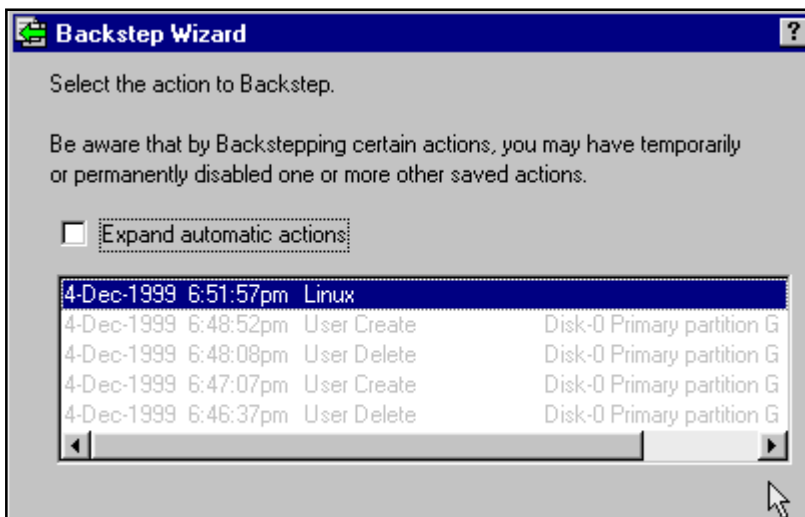 Backstep Wizard
?
Select the action to Backstep.
Be aware that by Backstepping certain actions, you may have temporarily
or permanently disabled one or more other saved actions.
Expand automatic actions
4-Dec-1999 6:51:57pm Linux
4-Dec-1999 6:48:52pm User Create Disk-0 Primary partition G
4-Dec-1999 6:48:08pm User Delete Disk-0 Primary partition G
4-Dec-1999 6:47:07pm User Create Disk-0 Primary partition G
4-Dec-1999 6:46:37pm User Delete Disk-0 Primary partition G